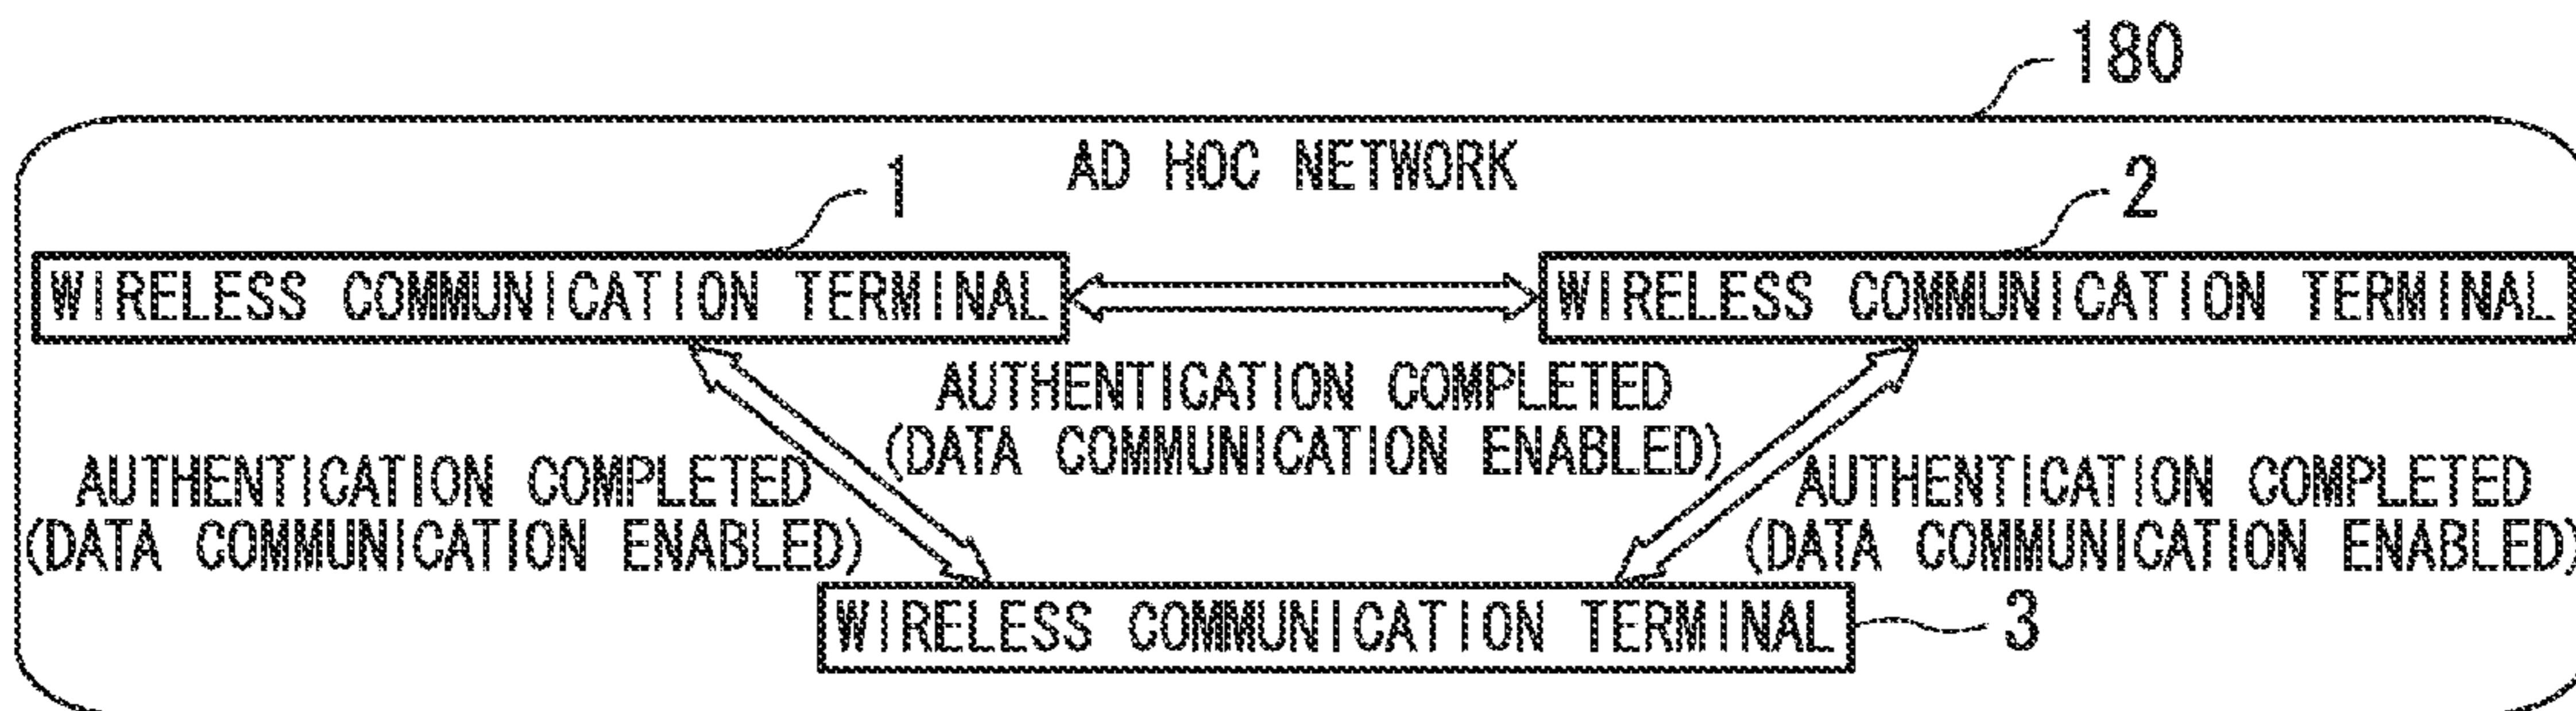 180
AD HOC NETWORK
1
2
WIRELESS COMMUNICATION TERMINAL
WIRELESS COMMUNICATION TERMINAL
AUTHENTICATION COMPLETED
(DATA COMMUNICATION ENABLED)
AUTHENTICATION COMPLETED
(DATA COMMUNICATION ENABLED)
AUTHENTICATION COMPLETED
(DATA COMMUNICATION ENABLED)
WIRELESS COMMUNICATION TERMINAL
3